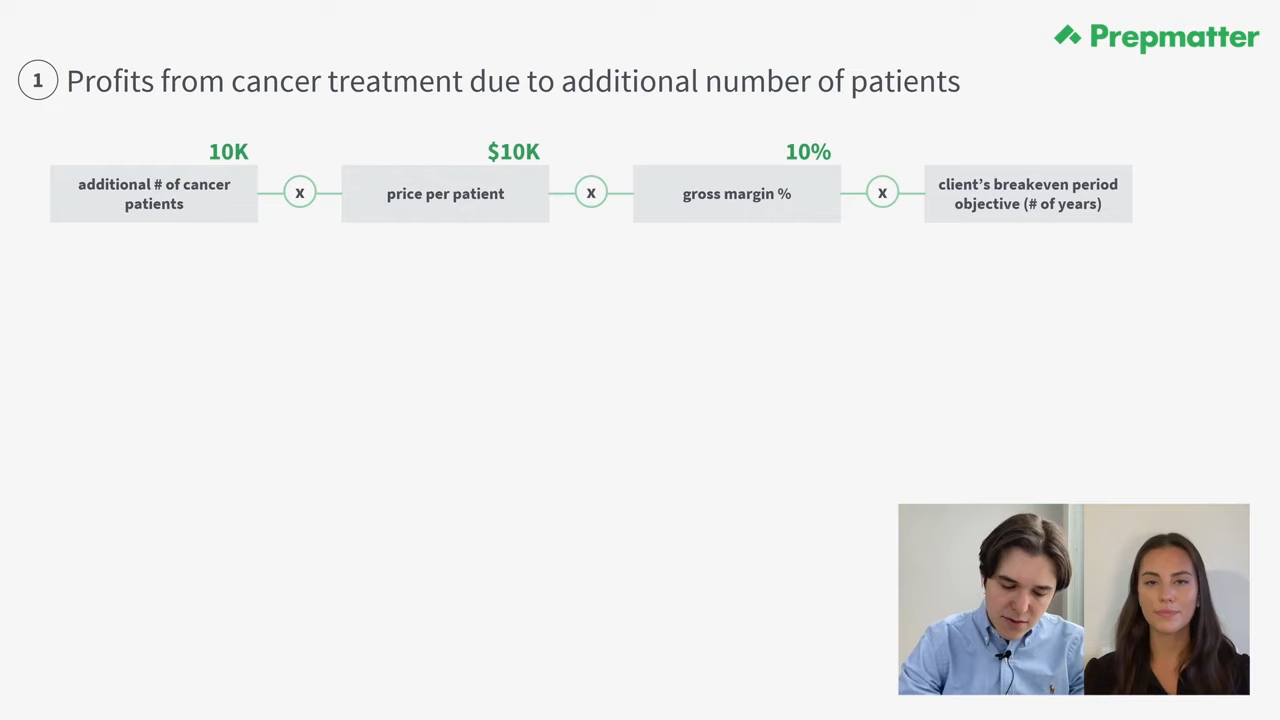 Prepmatter
1 Profits from cancer treatment due to additional number of patients
10K $10K 10%
additional # of cancer
patients
x
price per patient
x
gross margin %
x
client’s breakeven period
objective (# of years)